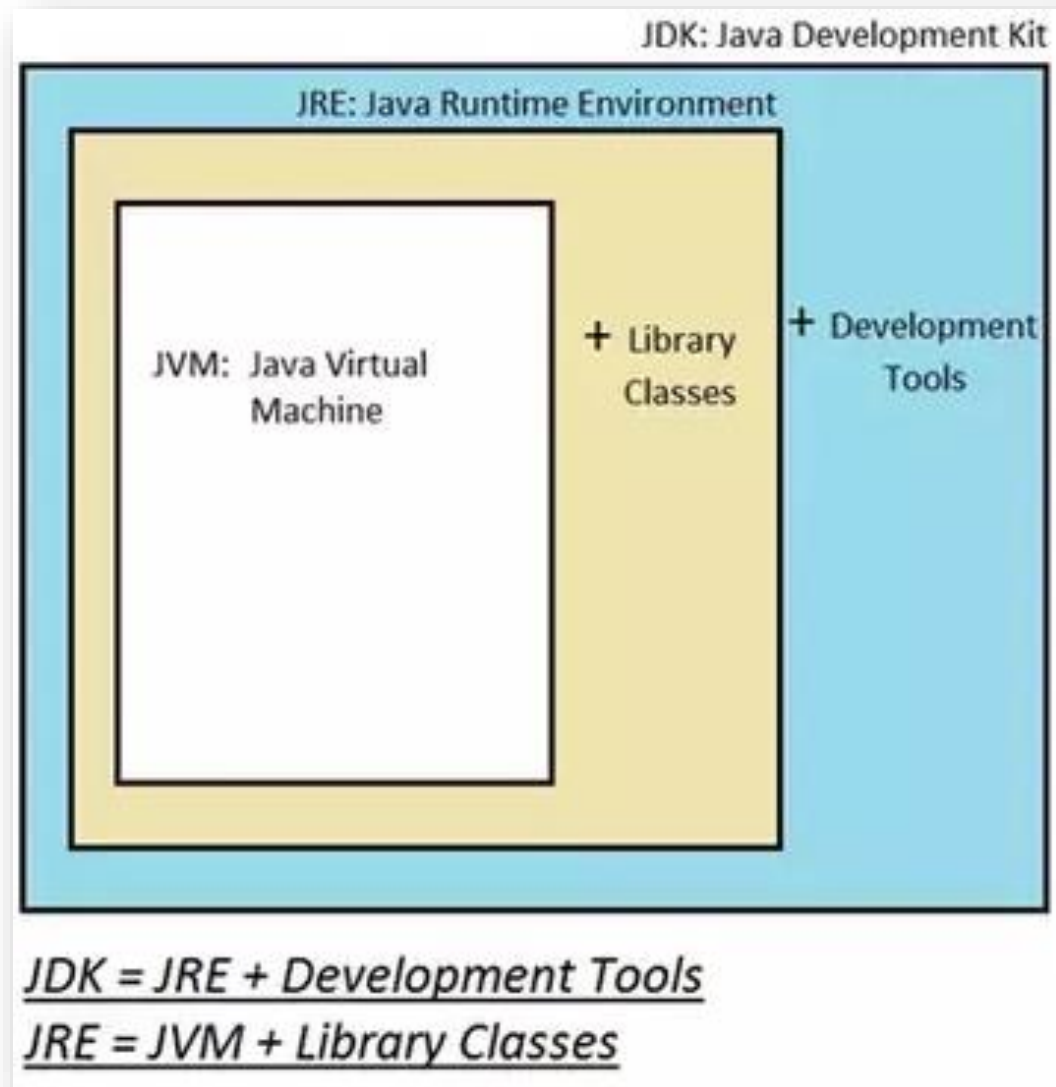 JDK: Java Development Kit
JRE: Java Runtime Environment
JVM: Java Virtual
Machine
+ Library
Classes
+ Development
Tools
JDK = JRE + Development Tools
JRE = JVM + Library Classes